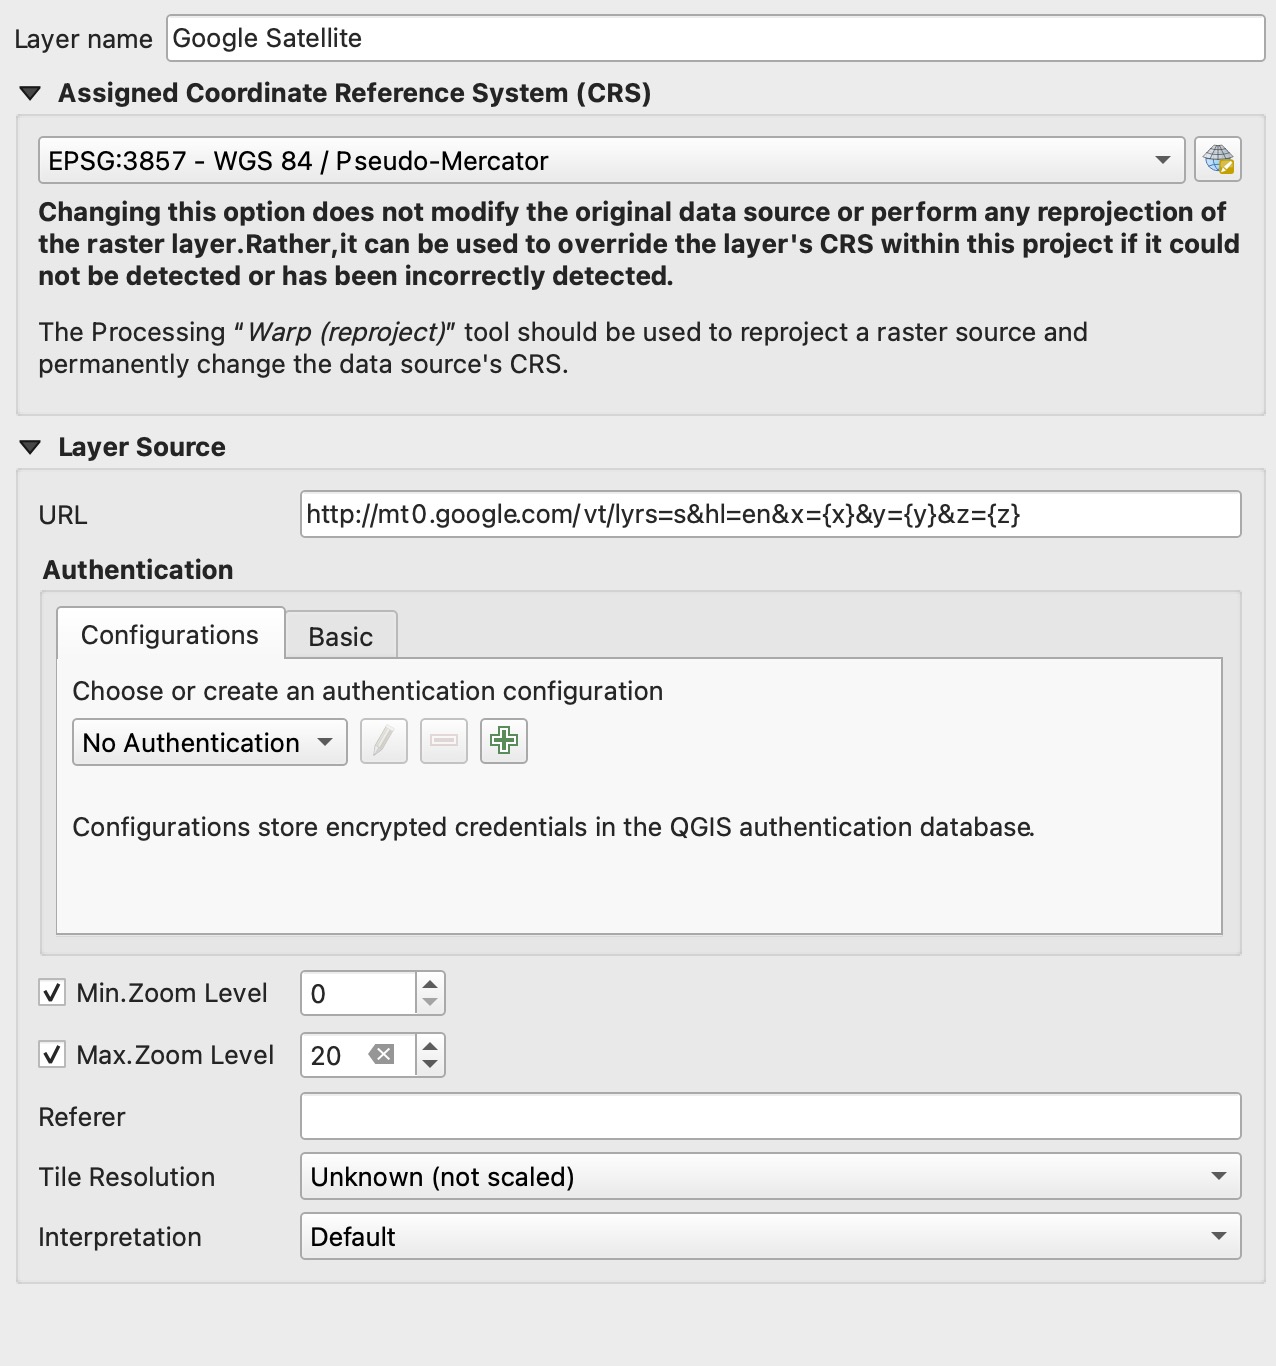 Layer name Google Satellite
Assigned Coordinate Reference System (CRS)
EPSG:3857 - WGS 84 / Pseudo-Mercator
Changing this option does not modify the original data source or perform any reprojection of
the raster layer.Rather,it can be used to override the layer's CRS within this project if it could
not be detected or has been incorrectly detected.
The Processing "Warp (reproject)" tool should be used to reproject a raster source and
permanently change the data source's CRS.
Layer Source
URL http://mt0.google.com/vt/lyrs=s&hl=en&x={x}&y={y}&z={z}
Authentication
Configurations Basic
Choose or create an authentication configuration
No Authentication
Configurations store encrypted credentials in the QGIS authentication database.
Min.Zoom Level 0
Max.Zoom Level 20
Referer
Tile Resolution Unknown (not scaled)
Interpretation Default